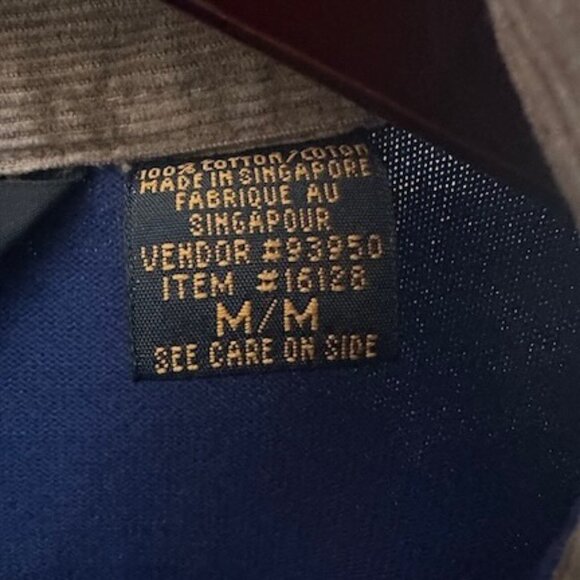 100% COTTON/COTON
MADE IN SINGAPORE
FABRIQUE AU
SINGAPOUR
VENDOR #93950
ITEM #16128
M/M
SEE CARE ON SIDE